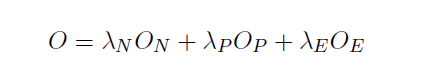 O = λ_N O_N + λ_P O_P + λ_E O_E